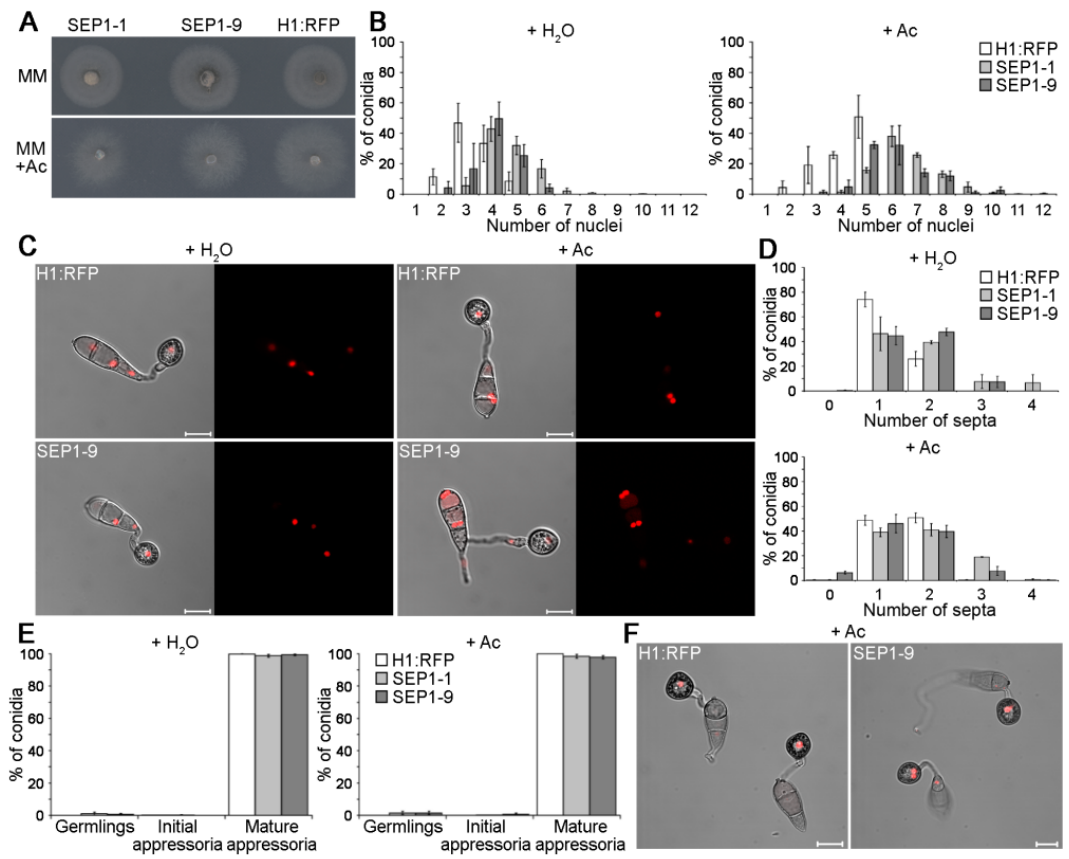 A
SEP1-1 SEP1-9 H1:RFP
MM
MM
+Ac
B
+ H2O
% of conidia
100
80
60
40
20
0
1 2 3 4 5 6 7 8 9 10 11 12
Number of nuclei
+ Ac
H1:RFP
SEP1-1
SEP1-9
% of conidia
100
80
60
40
20
0
1 2 3 4 5 6 7 8 9 10 11 12
Number of nuclei
C
+ H2O
+ Ac
H1:RFP
H1:RFP
SEP1-9
SEP1-9
D
+ H2O
H1:RFP
SEP1-1
SEP1-9
% of conidia
100
80
60
40
20
0
0 1 2 3 4
Number of septa
+ Ac
% of conidia
100
80
60
40
20
0
0 1 2 3 4
Number of septa
E
+ H2O
% of conidia
100
80
60
40
20
0
Germlings Initial Mature
appressoria appressoria
+ Ac
H1:RFP
SEP1-1
SEP1-9
% of conidia
100
80
60
40
20
0
Germlings Initial Mature
appressoria appressoria
F
+ Ac
H1:RFP
SEP1-9